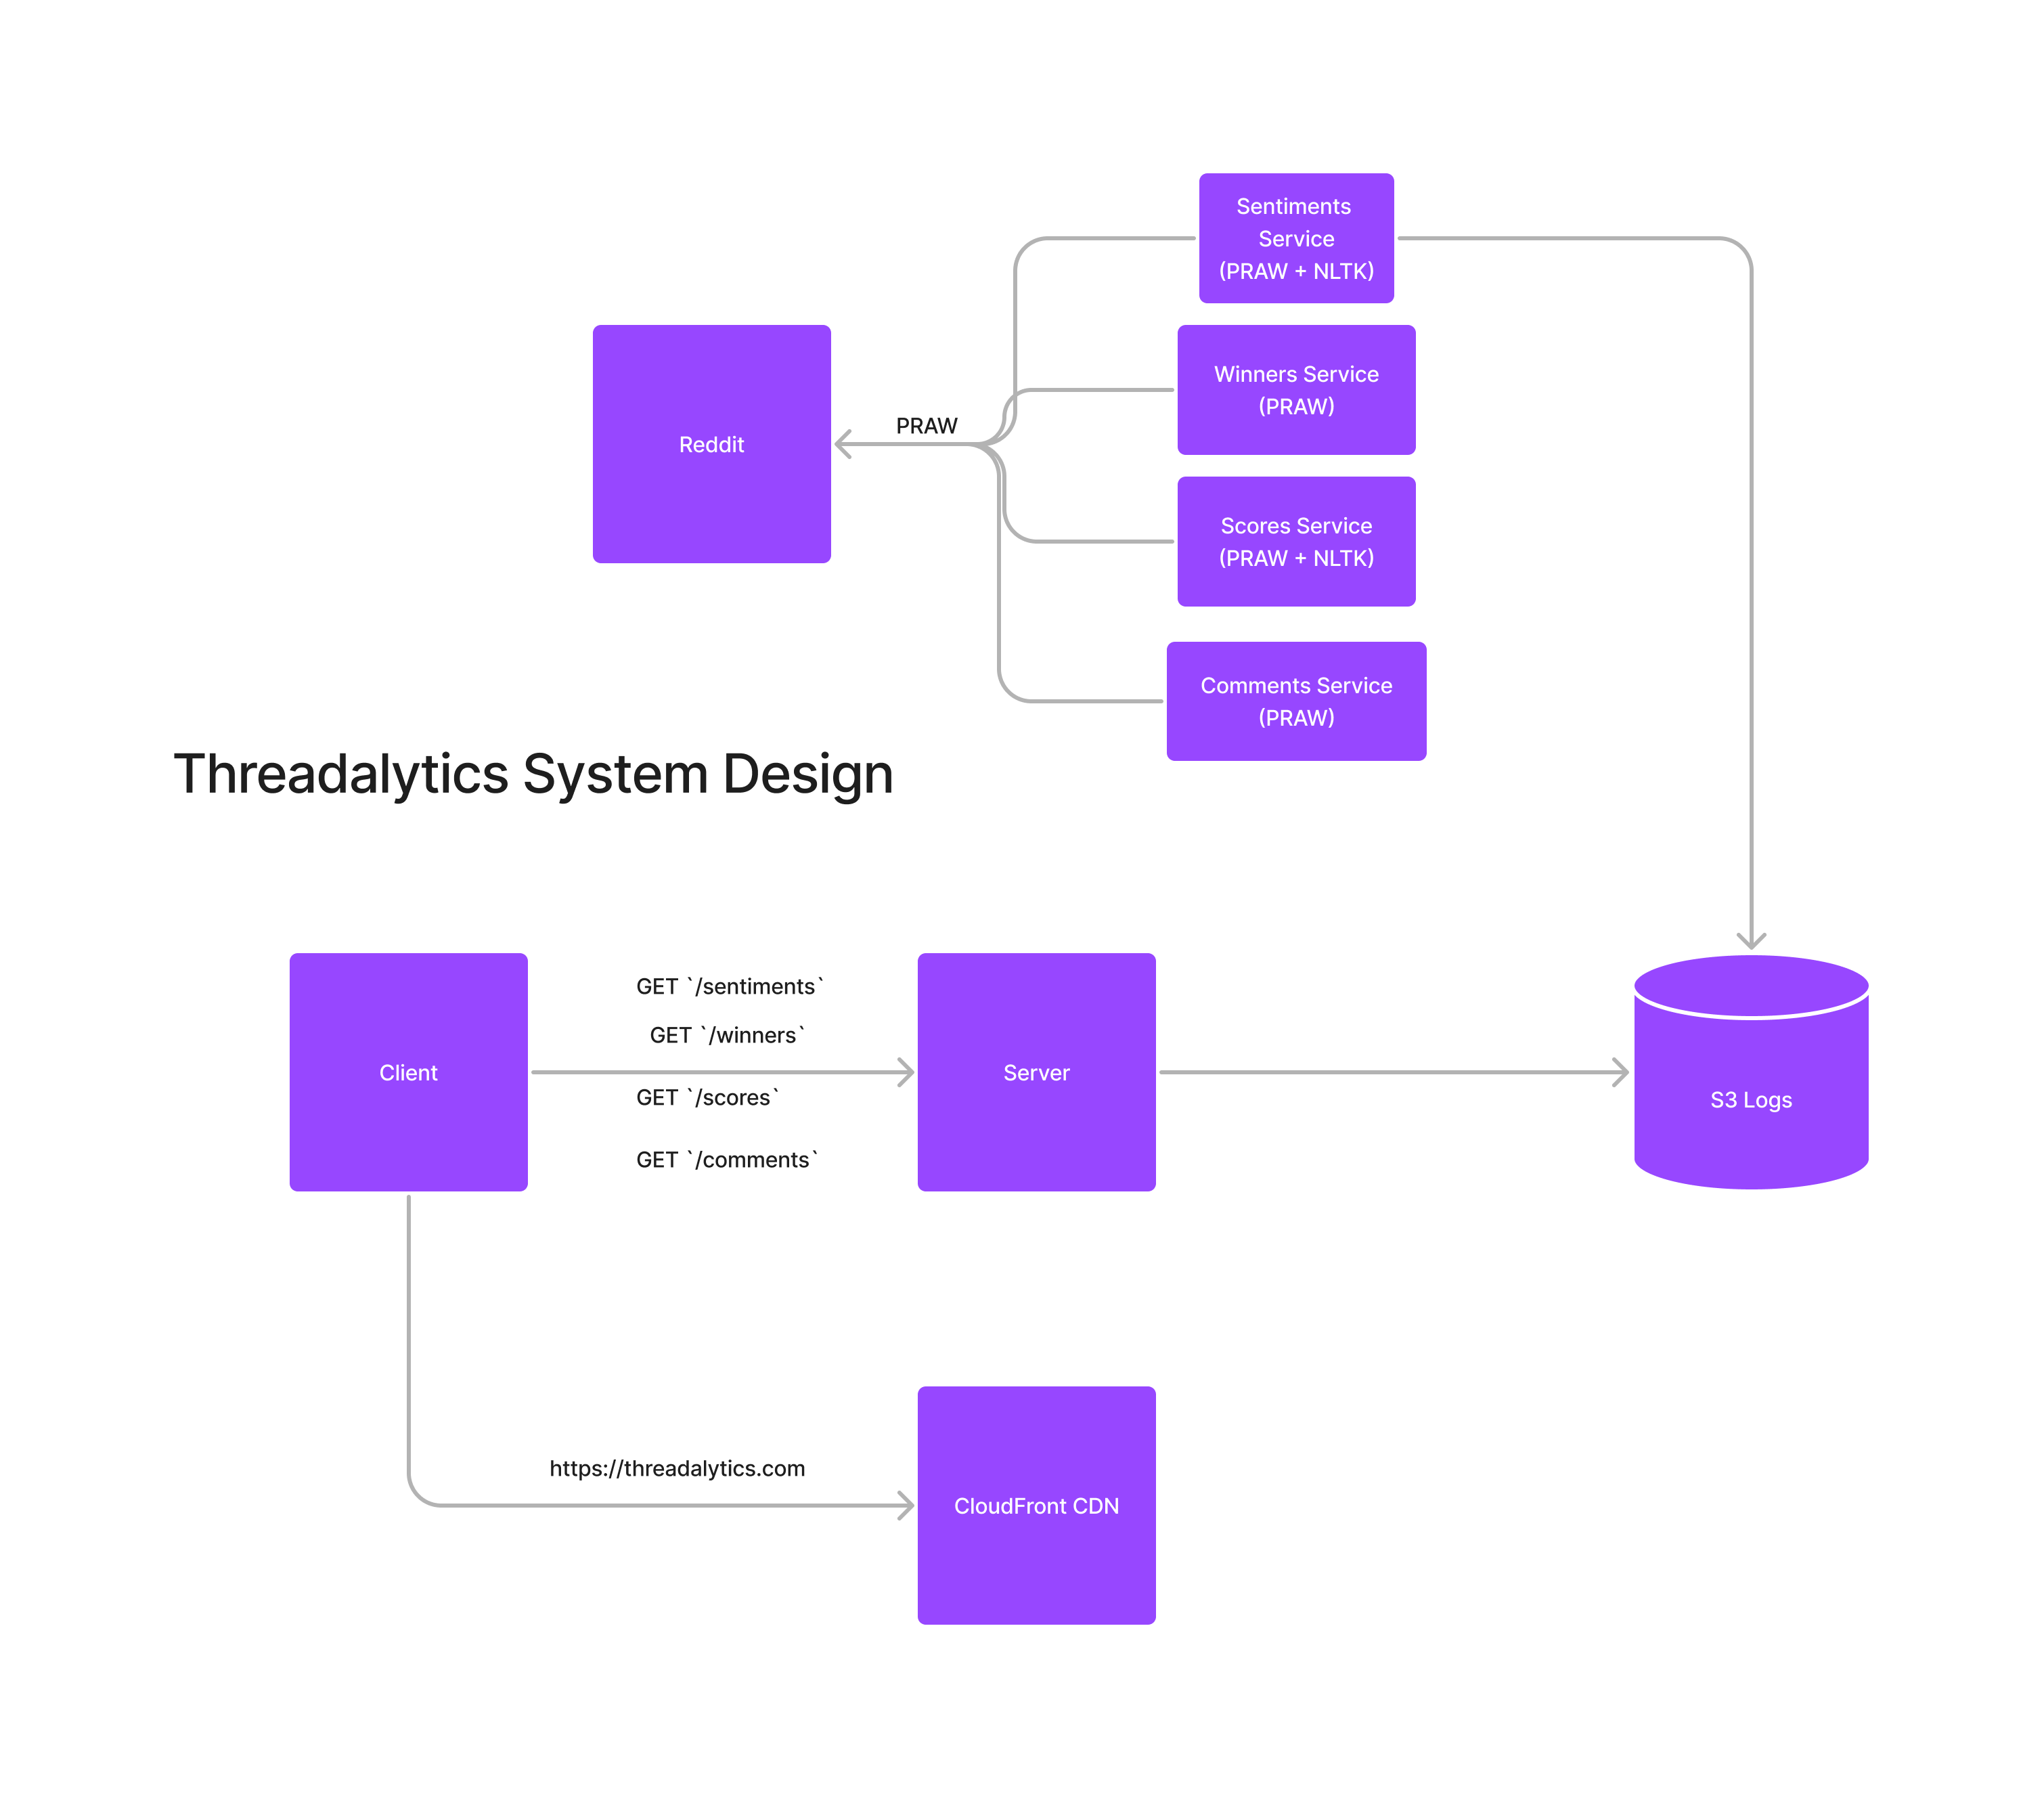 Sentiments
Service
(PRAW + NLTK)
Winners Service
(PRAW)
PRAW
Reddit
Scores Service
(PRAW + NLTK)
Comments Service
(PRAW)
Threadalytics System Design
GET `/sentiments`
GET `/winners`
Client
Server
GET `/scores`
S3 Logs
GET `/comments`
https://threadalytics.com
CloudFront CDN